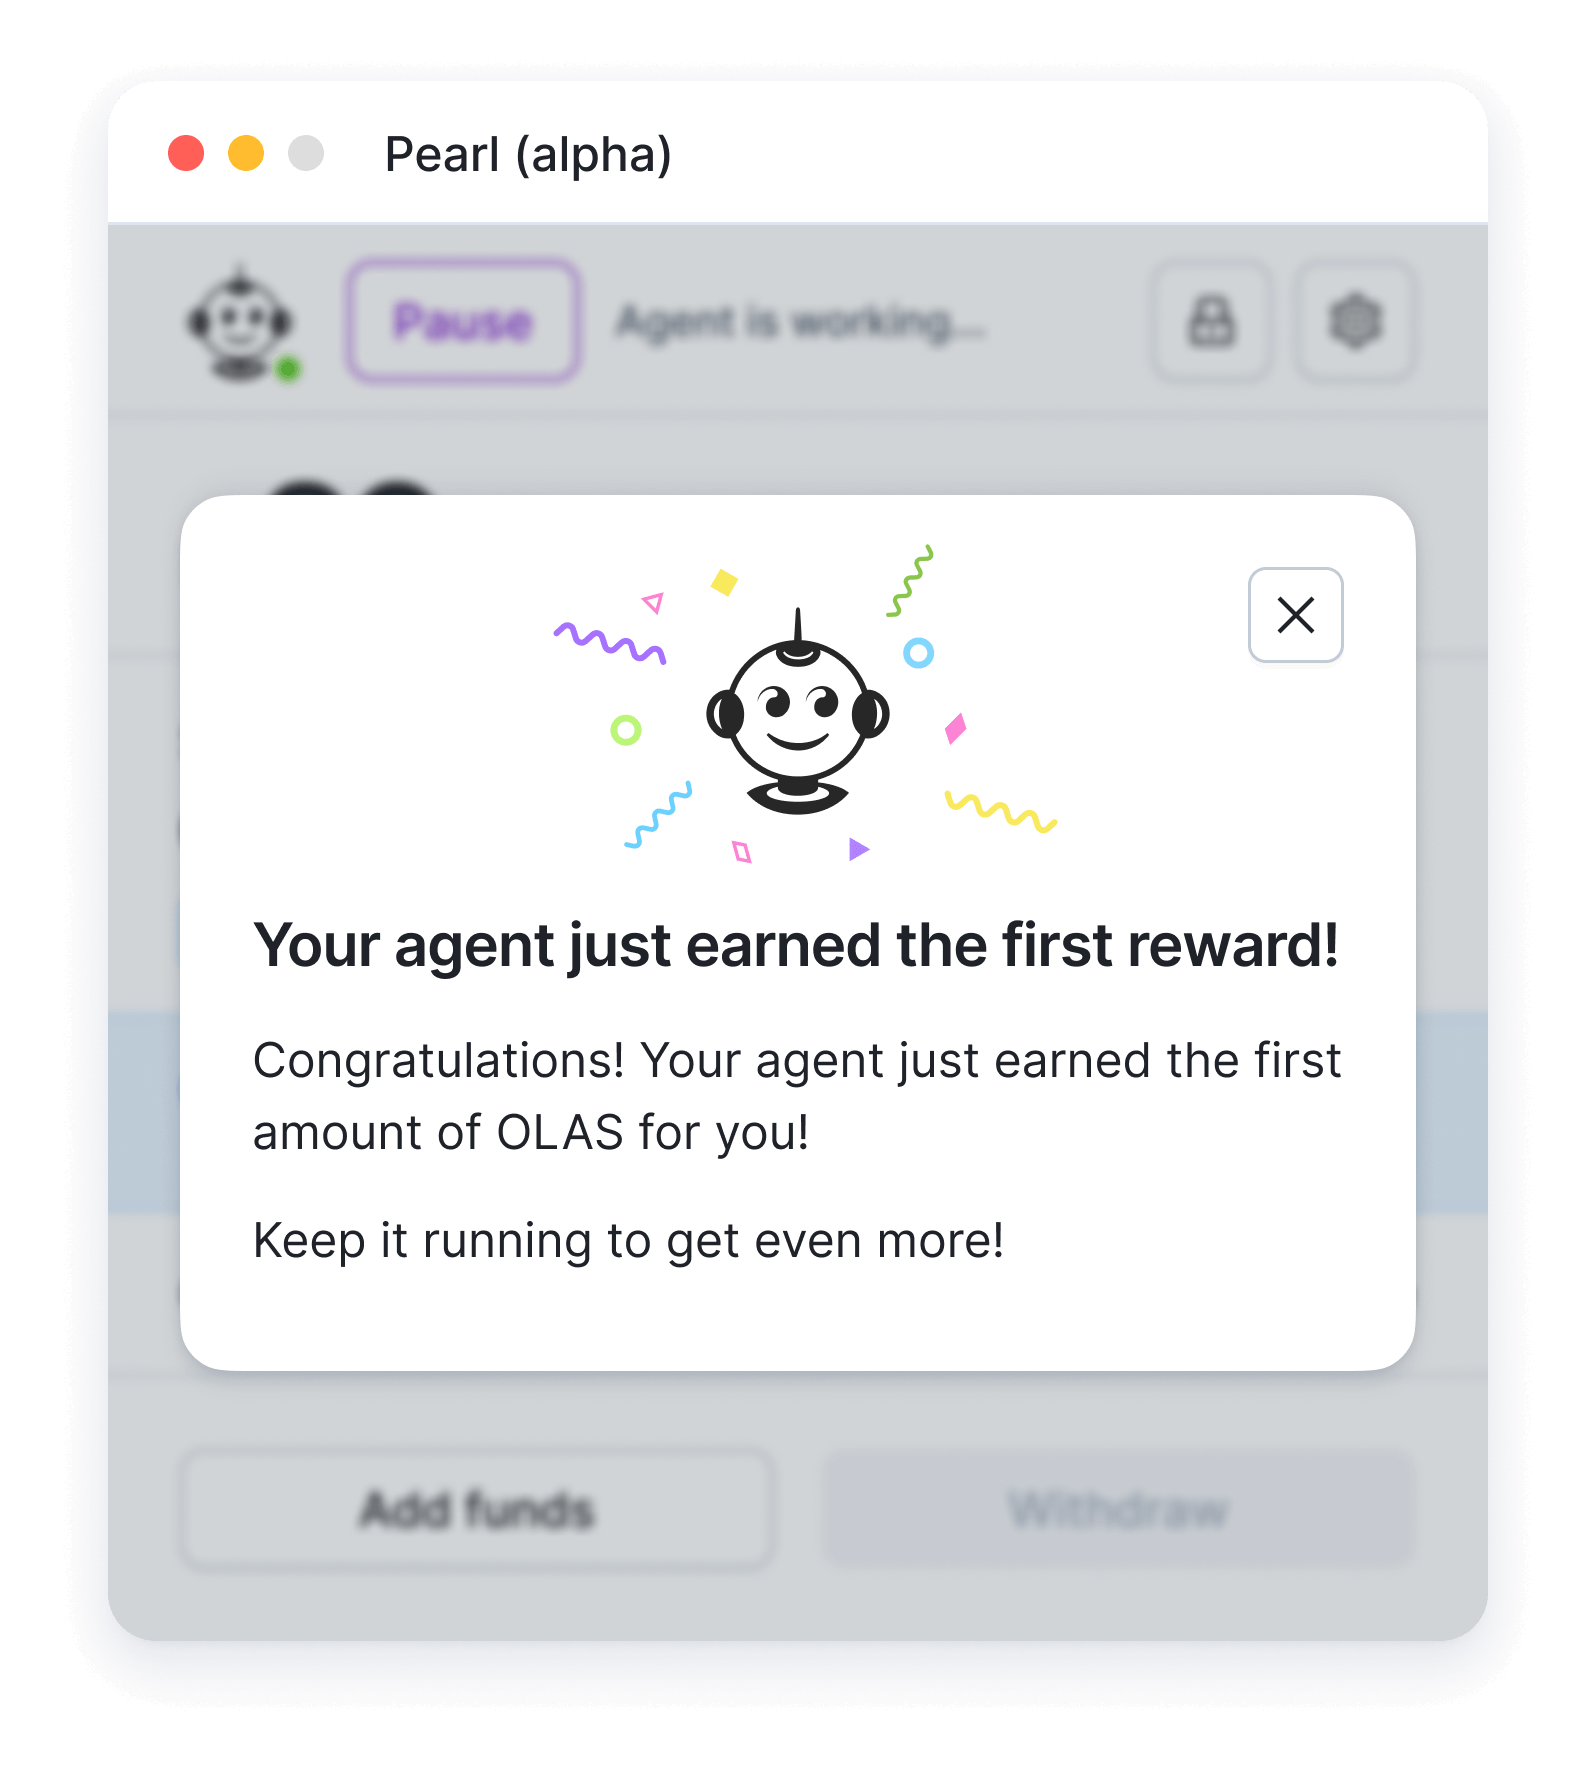 Pearl (alpha)
Pause
Agent is working...
Your agent just earned the first reward!
Congratulations! Your agent just earned the first
amount of OLAS for you!
Keep it running to get even more!
Add funds
Withdraw